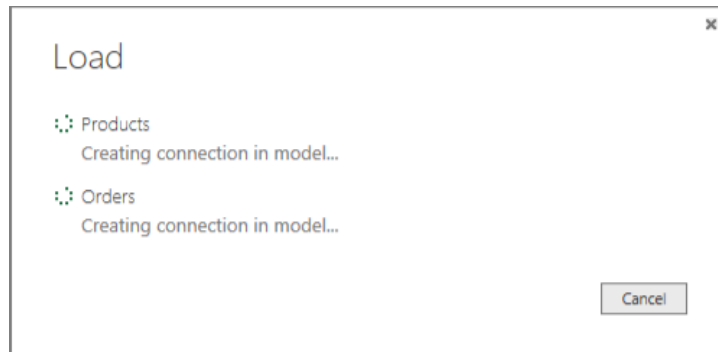 Load
Products
Creating connection in model...
Orders
Creating connection in model...
Cancel